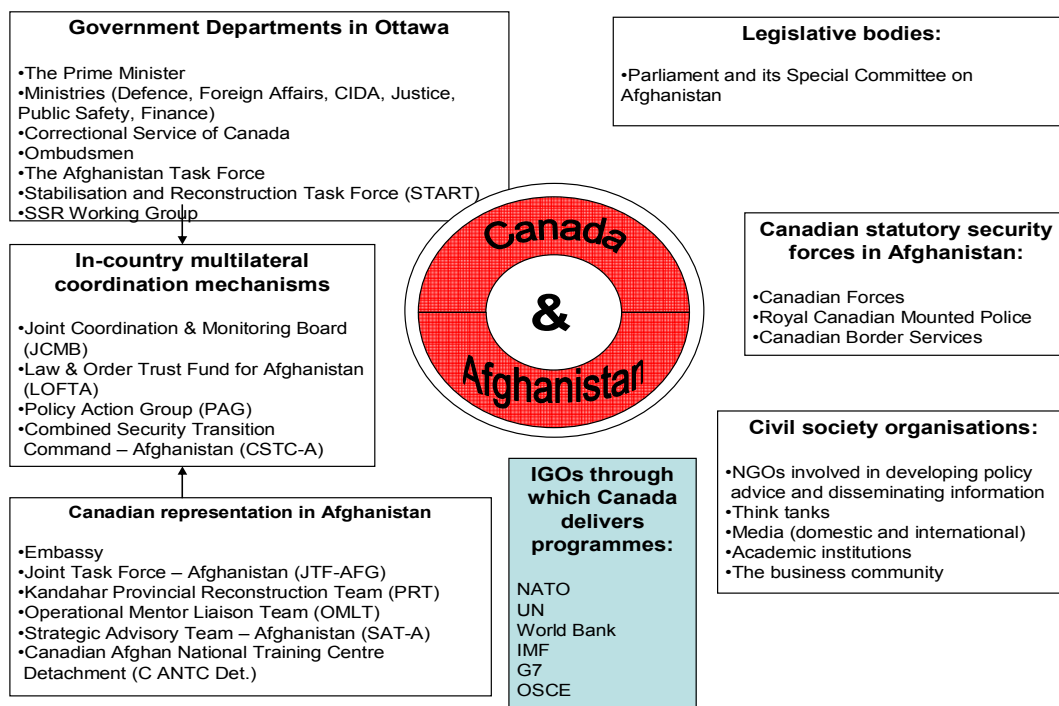 Government Departments in Ottawa
•The Prime Minister
•Ministries (Defence, Foreign Affairs, CIDA, Justice,
Public Safety, Finance)
•Correctional Service of Canada
•Ombudsmen
•The Afghanistan Task Force
•Stabilisation and Reconstruction Task Force (START)
•SSR Working Group
In-country multilateral
coordination mechanisms
•Joint Coordination & Monitoring Board
(JCMB)
•Law & Order Trust Fund for Afghanistan
(LOFTA)
•Policy Action Group (PAG)
•Combined Security Transition
Command – Afghanistan (CSTC-A)
Canadian representation in Afghanistan
•Embassy
•Joint Task Force – Afghanistan (JTF-AFG)
•Kandahar Provincial Reconstruction Team (PRT)
•Operational Mentor Liaison Team (OMLT)
•Strategic Advisory Team – Afghanistan (SAT-A)
•Canadian Afghan National Training Centre
Detachment (C ANTC Det.)
Canada
&
Afghanistan
IGOs through
which Canada
delivers
programmes:
NATO
UN
World Bank
IMF
G7
OSCE
Legislative bodies:
•Parliament and its Special Committee on
Afghanistan
Canadian statutory security
forces in Afghanistan:
•Canadian Forces
•Royal Canadian Mounted Police
•Canadian Border Services
Civil society organisations:
•NGOs involved in developing policy
advice and disseminating information
•Think tanks
•Media (domestic and international)
•Academic institutions
•The business community